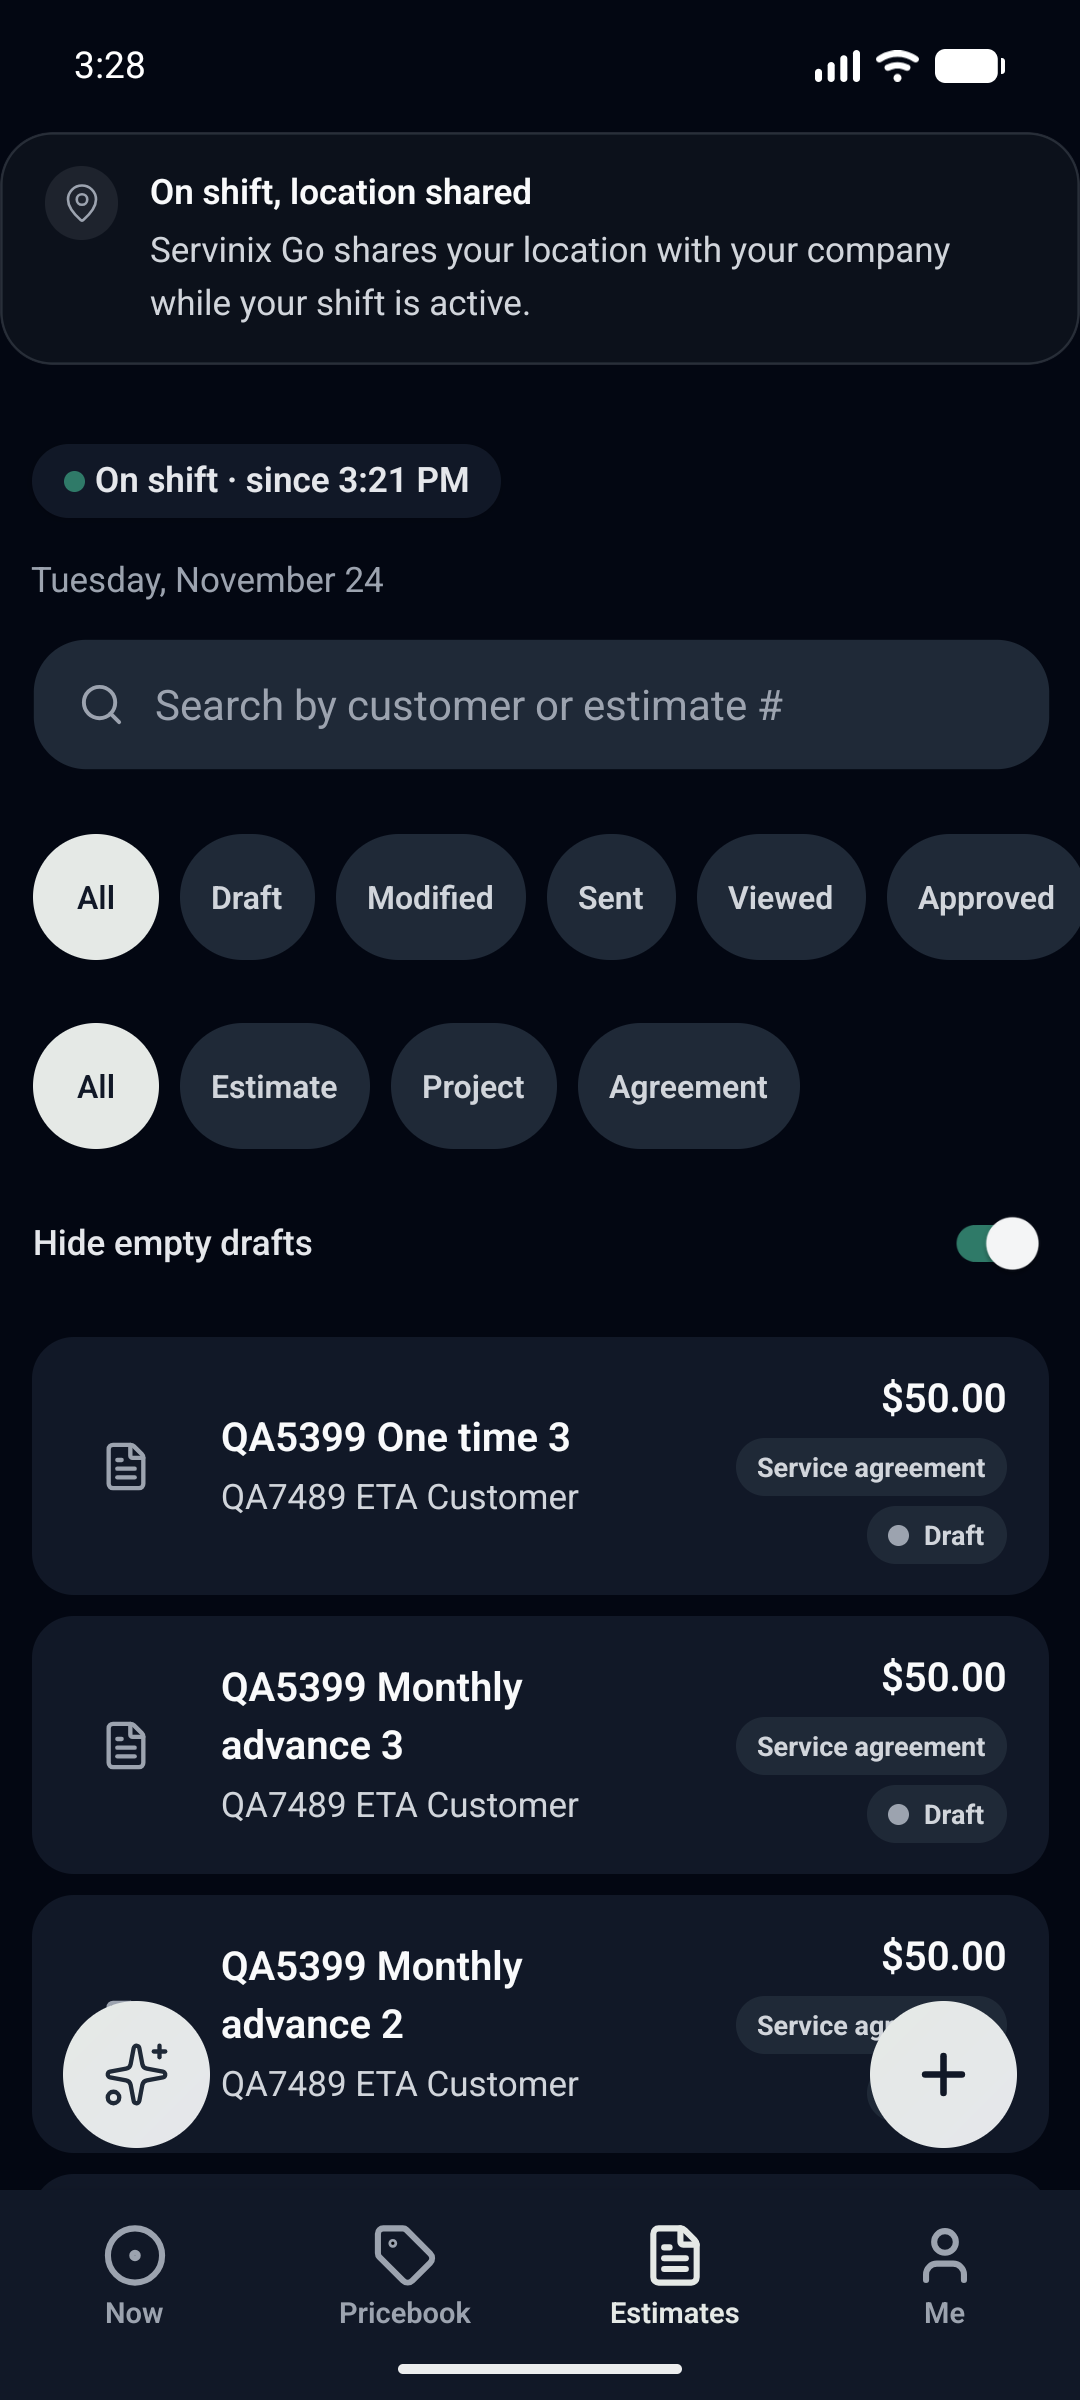 3:28
On shift, location shared
Servinix Go shares your location with your company
while your shift is active.
On shift · since 3:21 PM
Tuesday, November 24
Search by customer or estimate #
All Draft Modified Sent Viewed Approved
All Estimate Project Agreement
Hide empty drafts
$50.00
QA5399 One time 3
Service agreement
QA7489 ETA Customer
Draft
$50.00
QA5399 Monthly
advance 3
Service agreement
QA7489 ETA Customer
Draft
$50.00
QA5399 Monthly
advance 2
Service
QA7489 ETA Customer
Now Pricebook Estimates Me